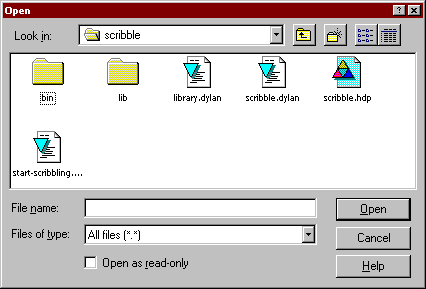 Open
Look in: scribble
bin lib library.dylan scribble.dylan scribble.hdp
start-scribbling....
File name: Open
Files of type: All files (*.*) Cancel
Open as read-only Help